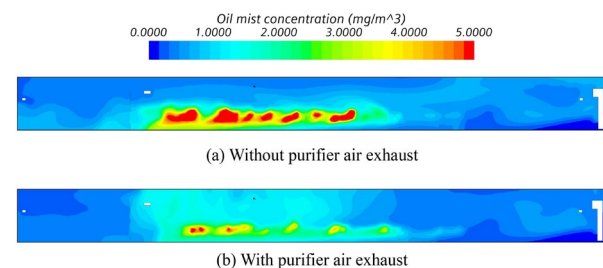 Oil mist concentration (mg/m^3)
0.0000 1.0000 2.0000 3.0000 4.0000 5.0000
(a) Without purifier air exhaust
(b) With purifier air exhaust